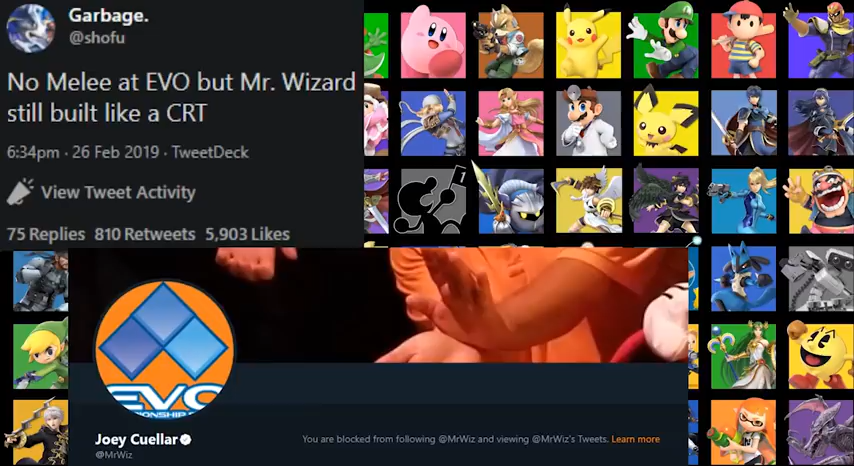 Garbage.
@shofu
No Melee at EVO but Mr. Wizard
still built like a CRT
6:34pm · 26 Feb 2019 · TweetDeck
View Tweet Activity
75 Replies 810 Retweets 5,903 Likes
1
EVO
Joey Cuellar
@MrWiz
You are blocked from following @MrWiz and viewing @MrWiz's Tweets. Learn more